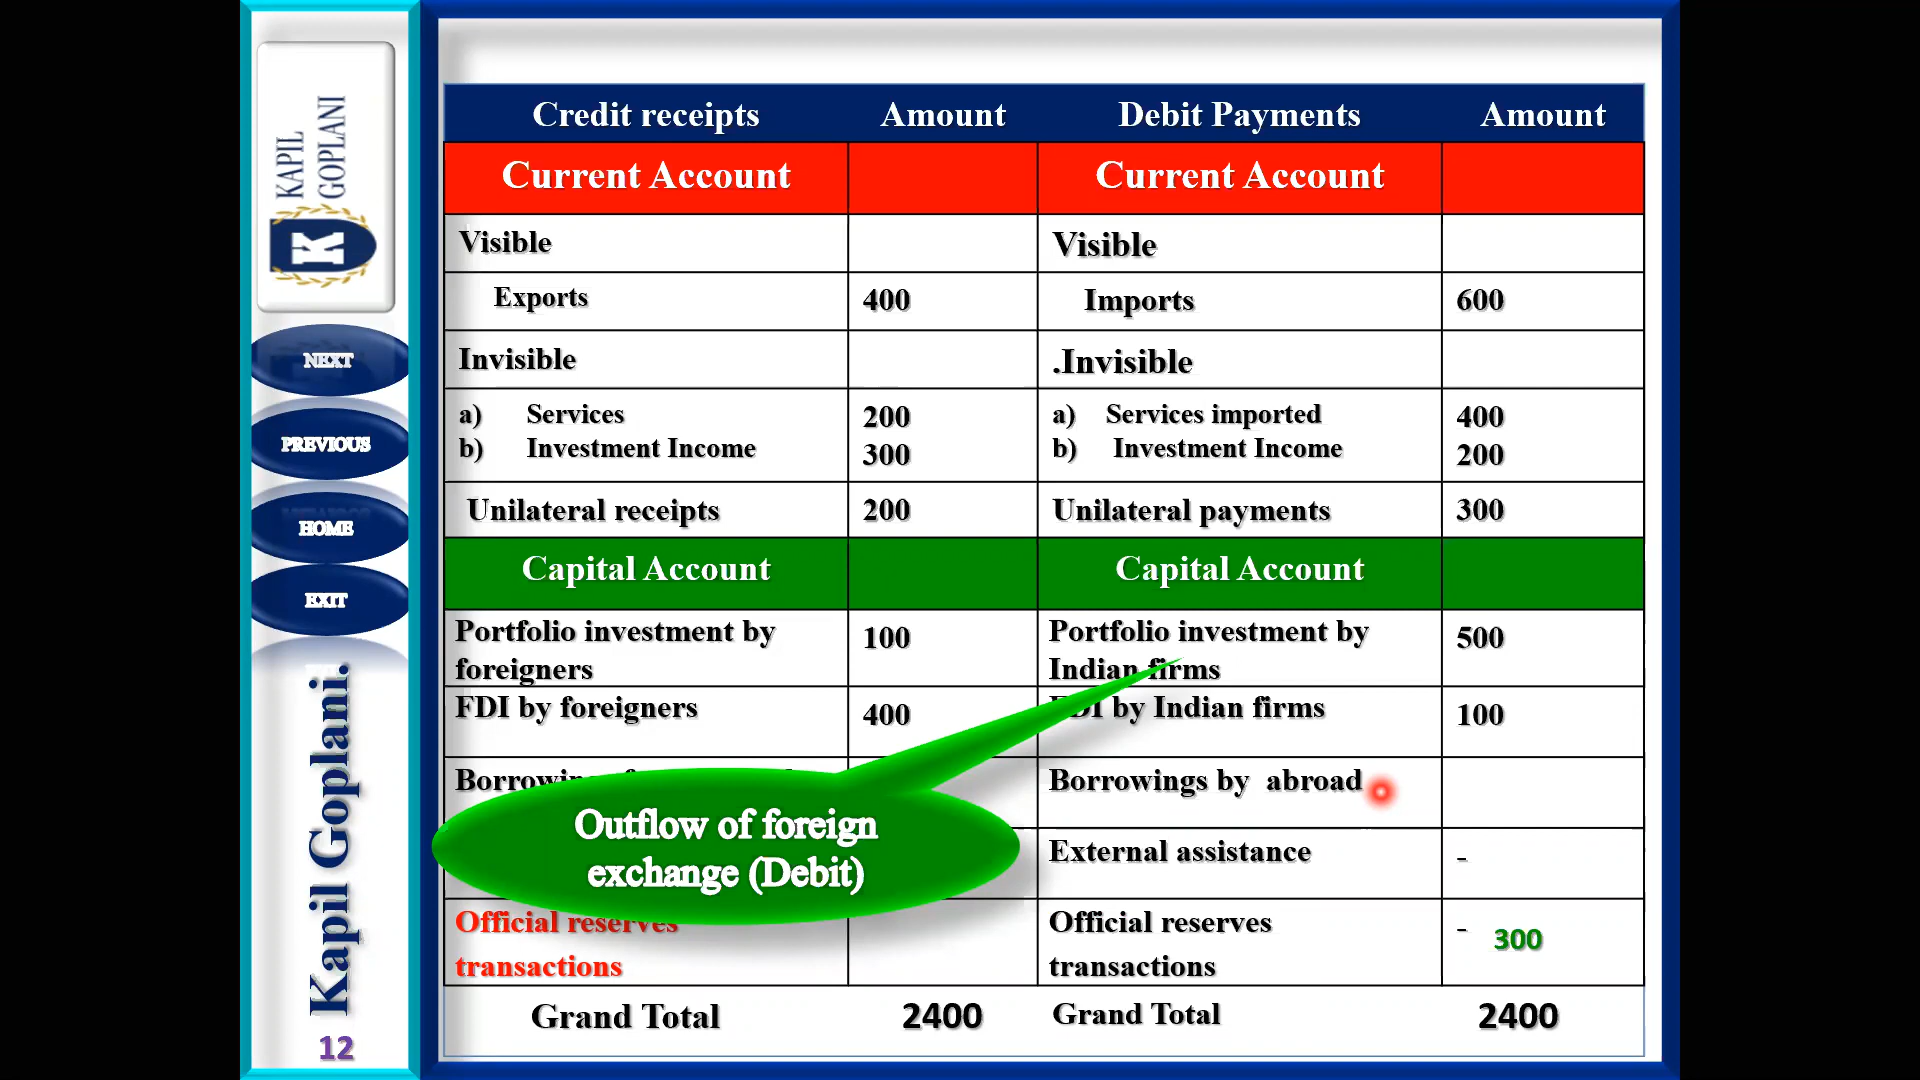 KAPIL
GOPLANI
K
NEXT
PREVIOUS
HOME
EXIT
Kapil Goplani.
12
Credit receipts Amount Debit Payments Amount
Current Account Current Account
Visible Visible
Exports 400 Imports 600
Invisible .Invisible
a) Services 200 a) Services imported 400
b) Investment Income 300 b) Investment Income 200
Unilateral receipts 200 Unilateral payments 300
Capital Account Capital Account
Portfolio investment by 100 Portfolio investment by 500
foreigners Indian firms
FDI by foreigners 400 FDI by Indian firms 100
Borrowings by abroad
Outflow of foreign
exchange (Debit)
External assistance -
Official reserves Official reserves - 300
transactions transactions
Grand Total 2400 Grand Total 2400